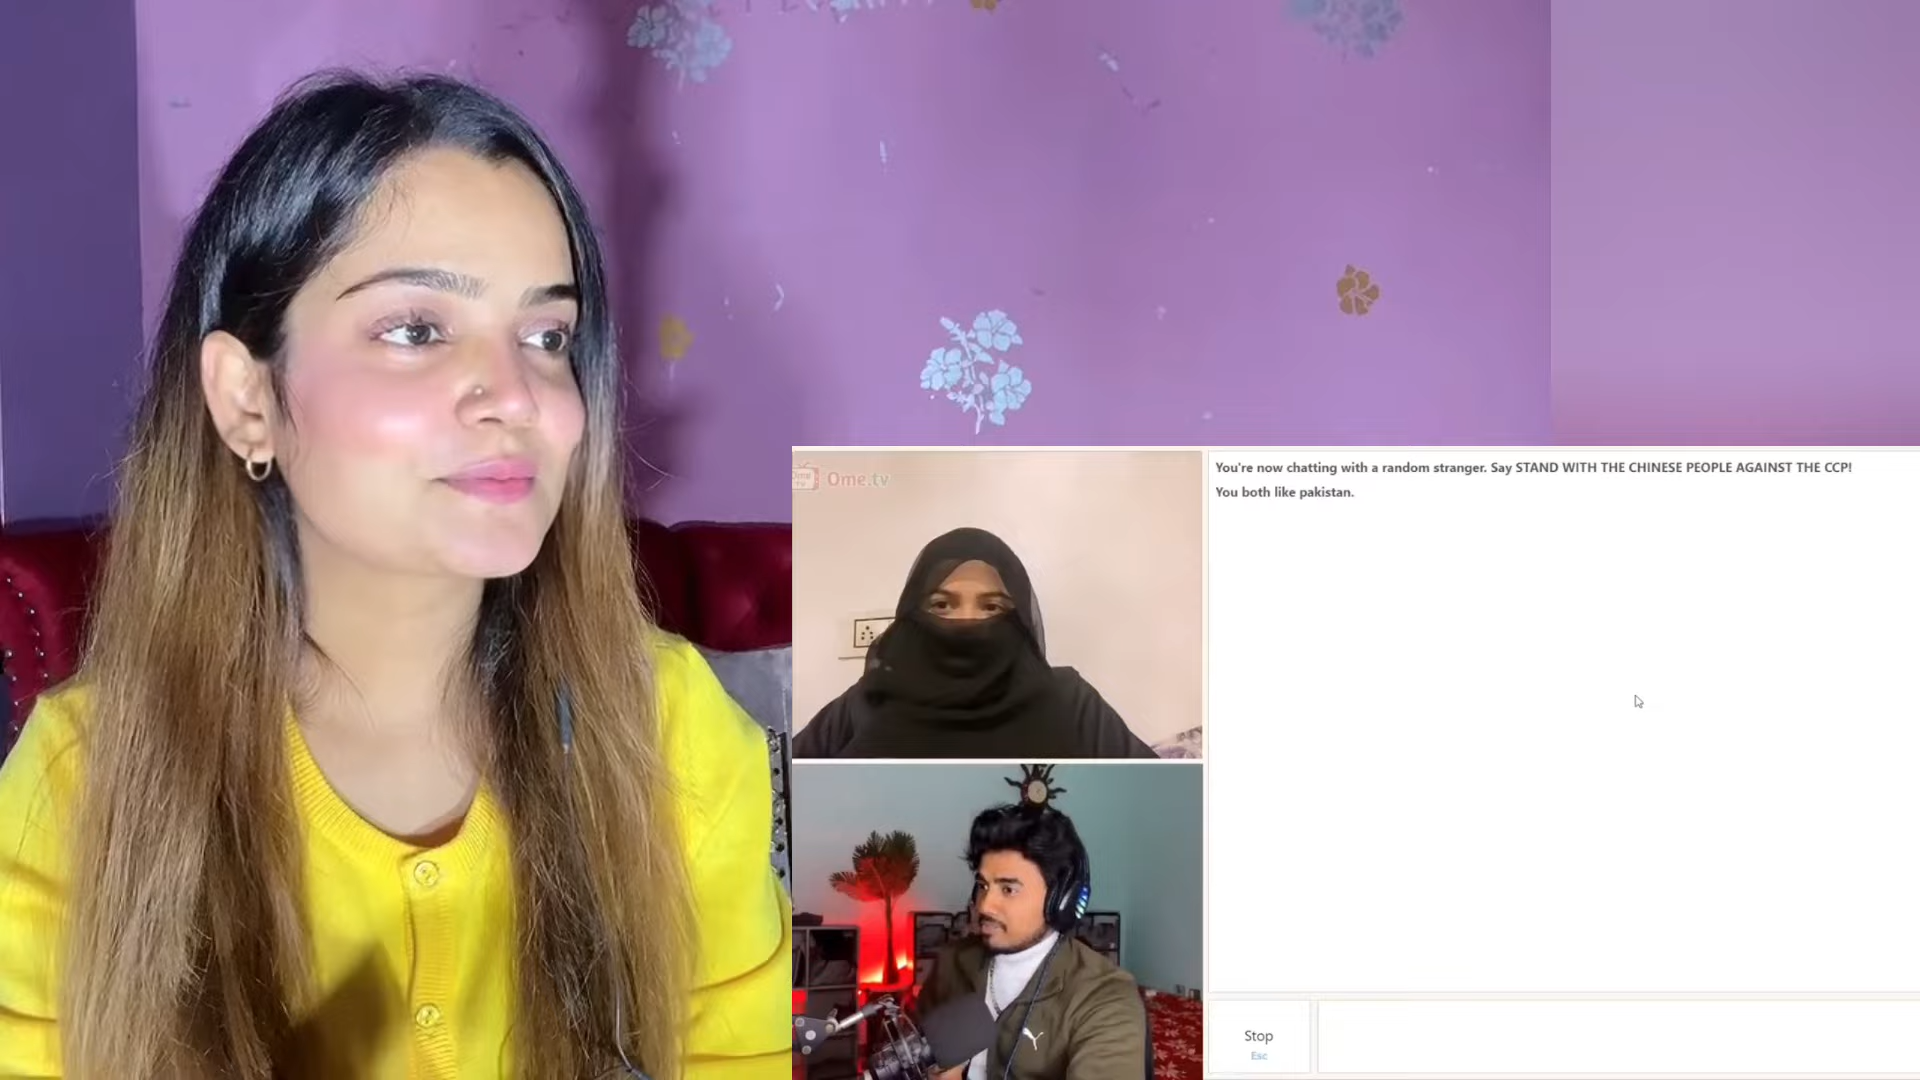 Ome.tv
You're now chatting with a random stranger. Say STAND WITH THE CHINESE PEOPLE AGAINST THE CCP!
You both like pakistan.
Stop
Esc